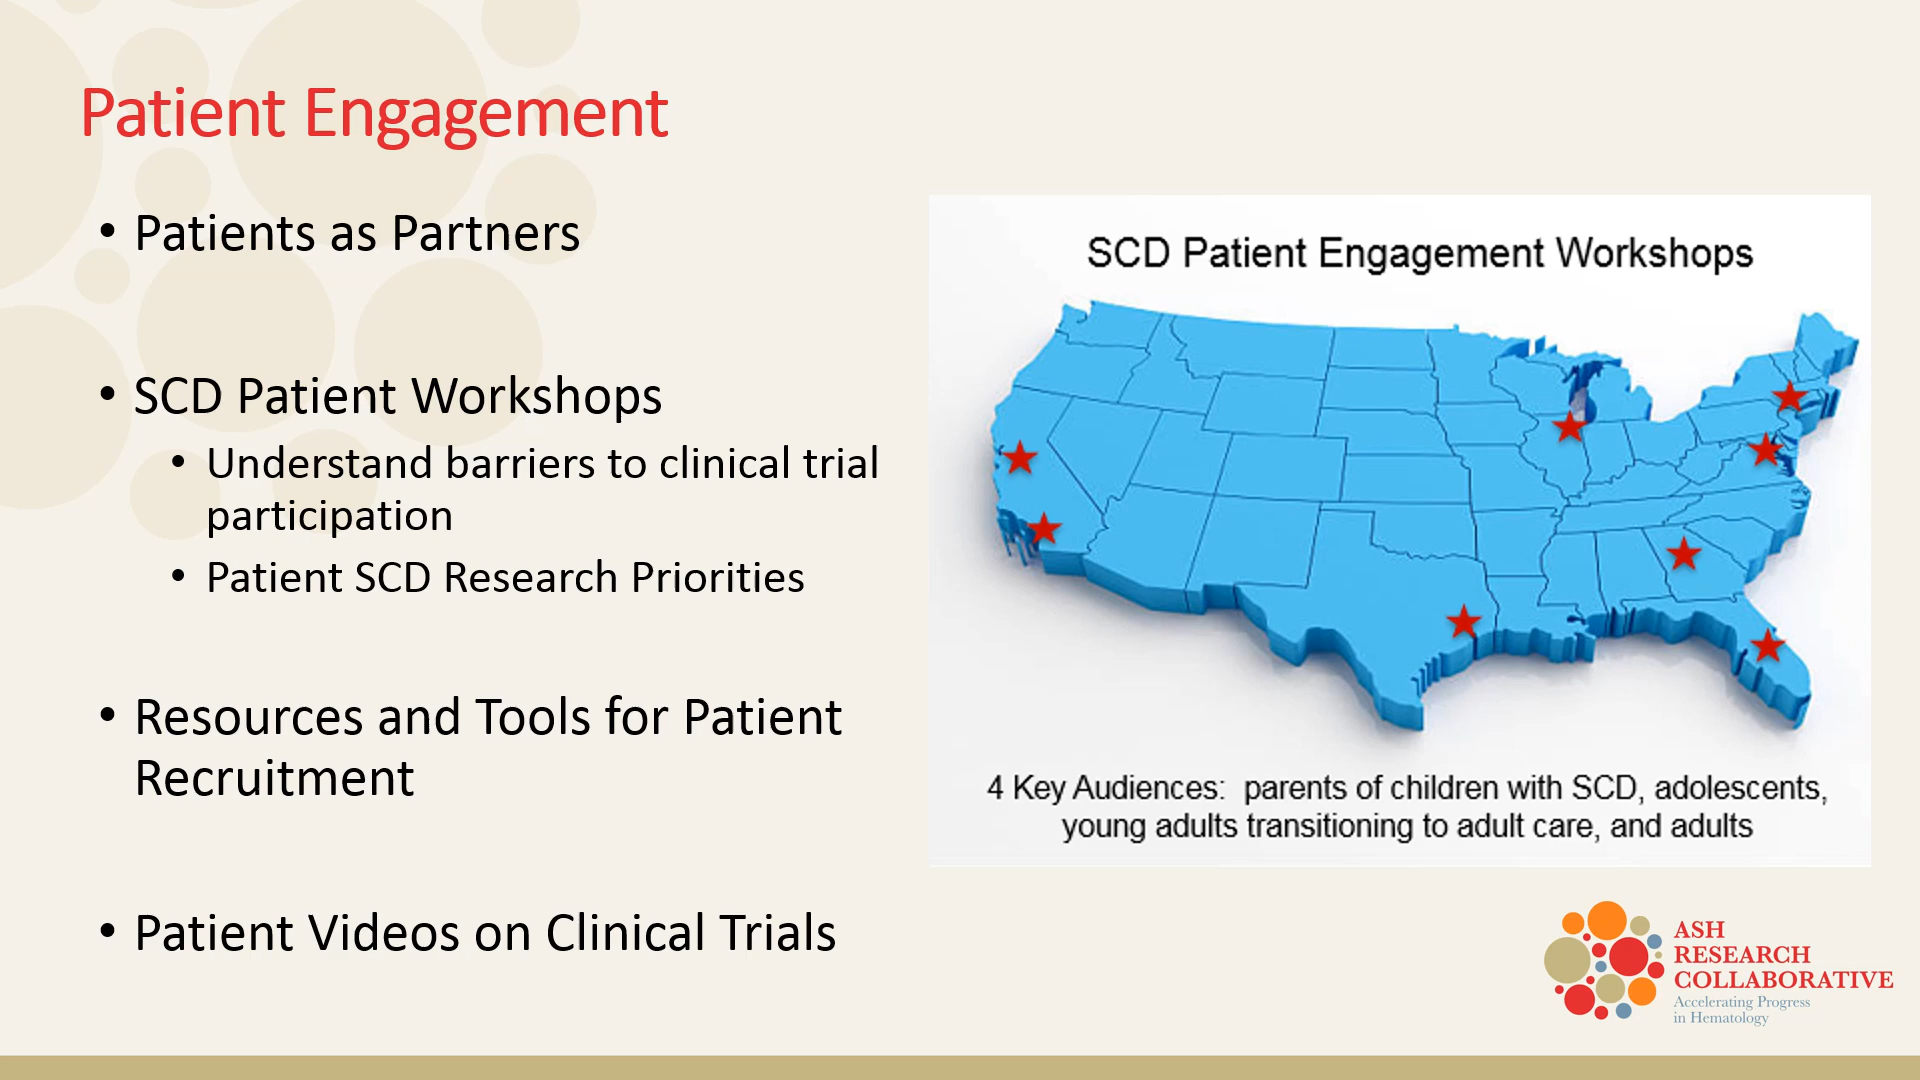 Patient Engagement
• Patients as Partners
• SCD Patient Workshops
• Understand barriers to clinical trial
participation
• Patient SCD Research Priorities
• Resources and Tools for Patient
Recruitment
• Patient Videos on Clinical Trials
SCD Patient Engagement Workshops
4 Key Audiences: parents of children with SCD, adolescents,
young adults transitioning to adult care, and adults
ASH
RESEARCH
COLLABORATIVE
Accelerating Progress
in Hematology